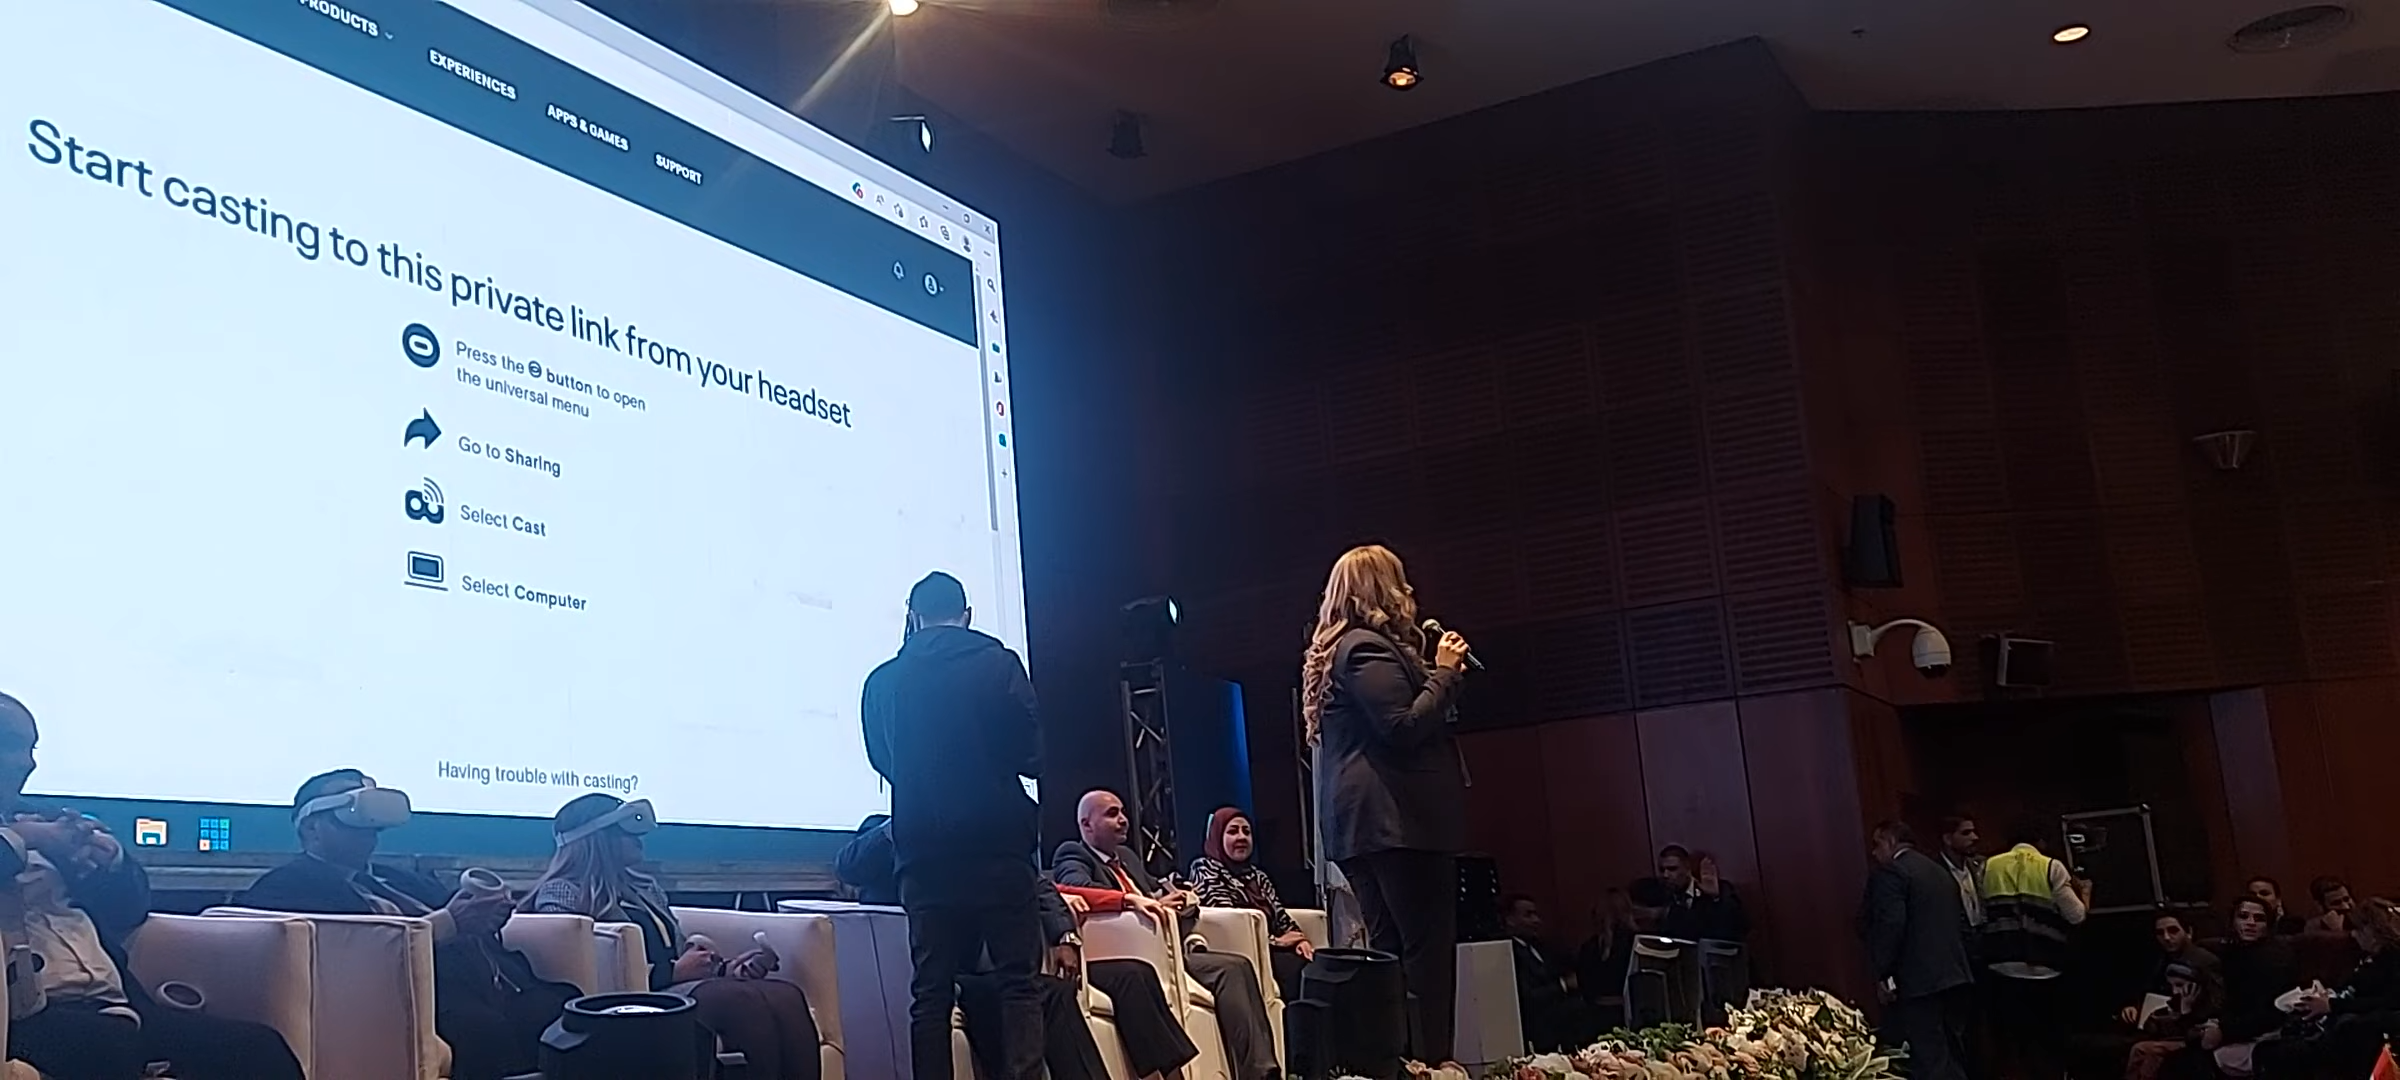 PRODUCTS
EXPERIENCES
APPS & GAMES
SUPPORT
Start casting to this private link from your headset
Press the button to open
the universal menu
Go to Sharing
Select Cast
Select Computer
Having trouble with casting?